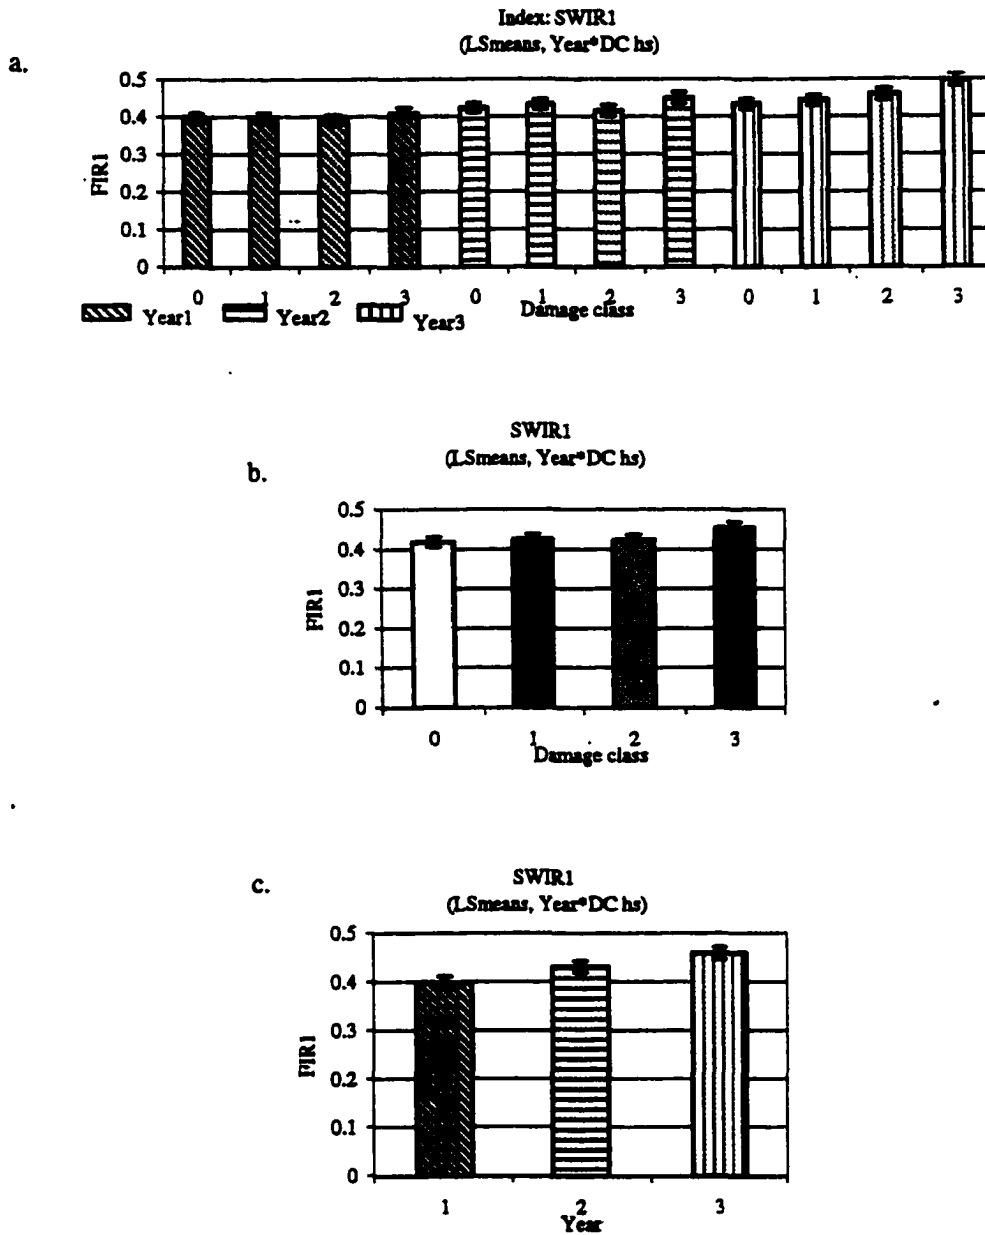 Index: SWIR1
(LSmeans, Year*DC hs)
a.
0.5
0.4
0.3
0.2
0.1
0
FIR1
0 1 2 3 0 1 2 3 0 1 2 3
Damage class
Year1 Year2 Year3
SWIR1
(LSmeans, Year*DC hs)
b.
0.5
0.4
0.3
0.2
0.1
0
FIR1
0 1 2 3
Damage class
SWIR1
(LSmeans, Year*DC hs)
c.
0.5
0.4
0.3
0.2
0.1
0
FIR1
1 2 3
Year